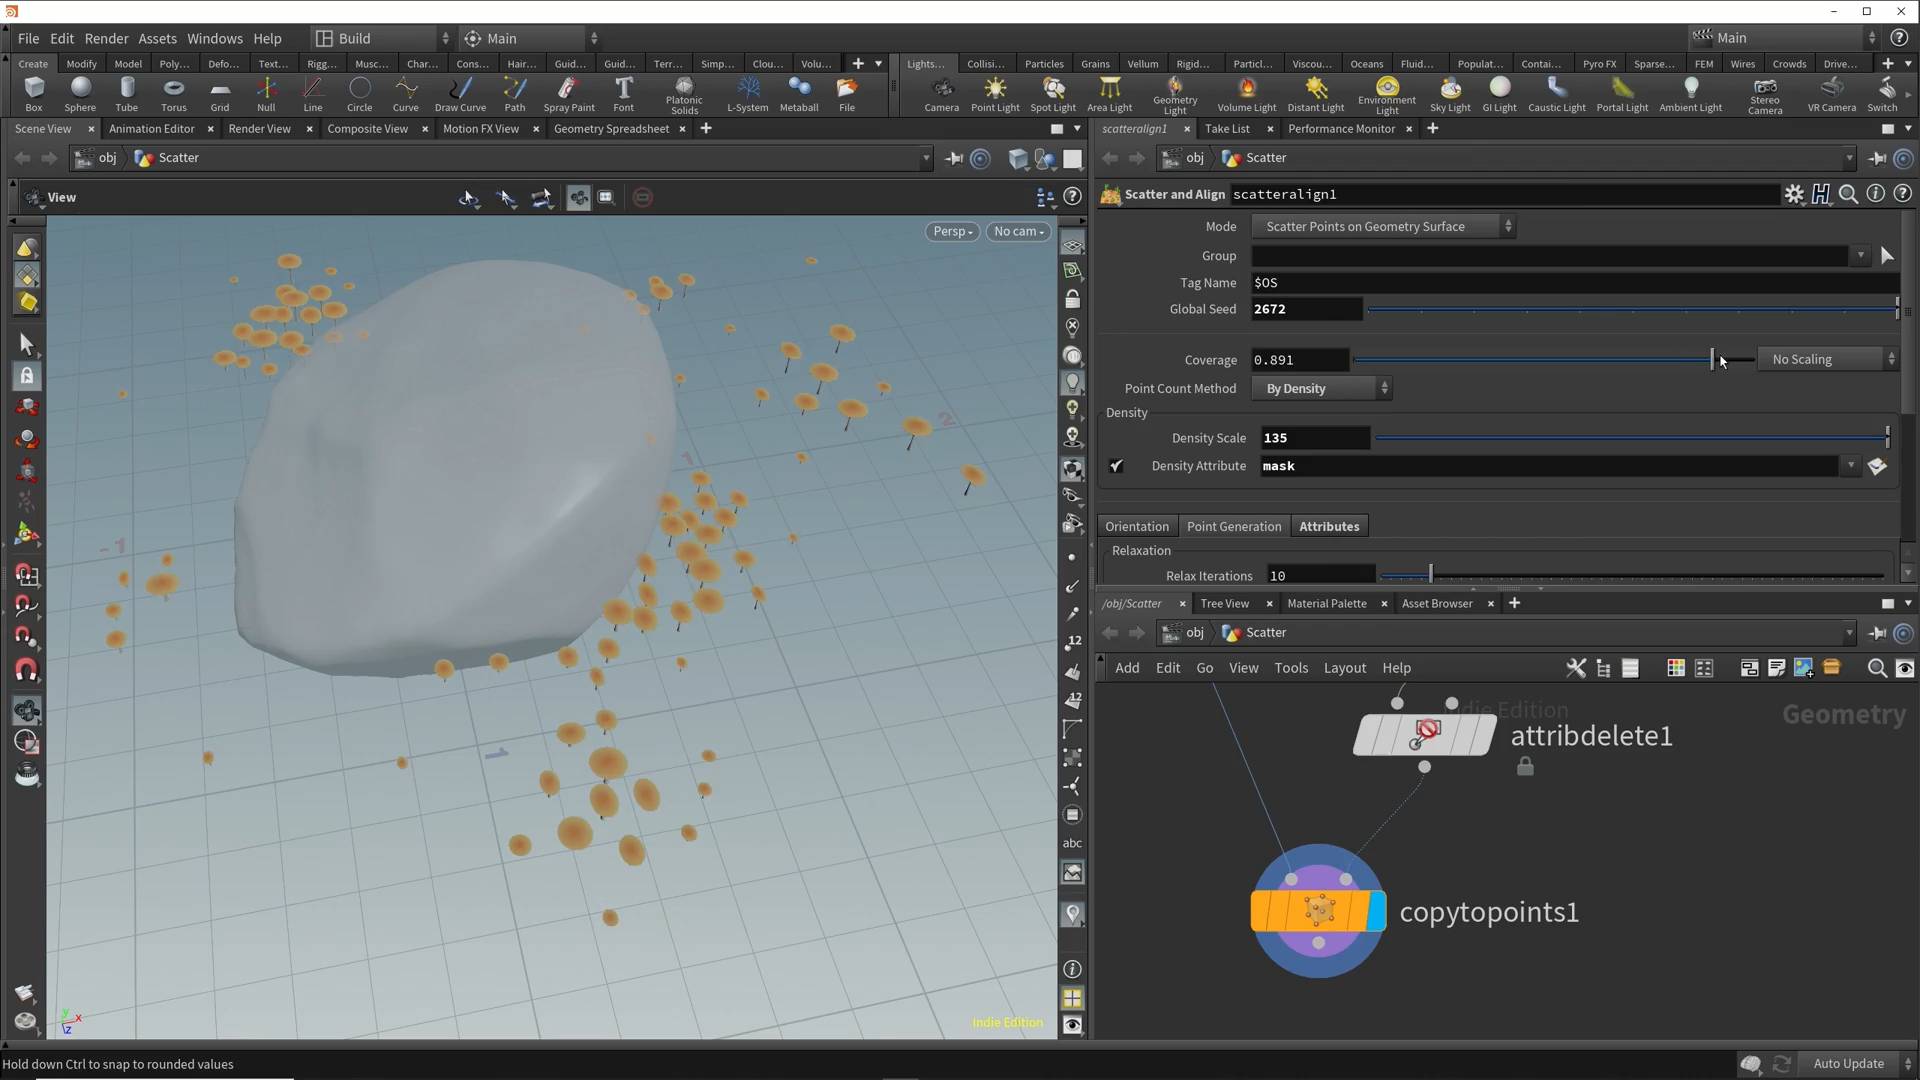 File Edit Render Assets Windows Help Build Main Main
Create Modify Model Poly... Defo... Text... Rigg... Musc... Char... Cons... Hair... Guid... Guid... Terr... Simp... Clou... Volu... Lights... Collisi... Particles Grains Vellum Rigid... Particl... Viscou... Oceans Fluid... Populat... Contai... Pyro FX Sparse... FEM Wires Crowds Drive...
Box Sphere Tube Torus Grid Null Line Circle Curve Draw Curve Path Spray Paint Font Platonic Solids L-System Metaball File Camera Point Light Spot Light Area Light Geometry Light Volume Light Distant Light Environment Light Sky Light GI Light Caustic Light Portal Light Ambient Light Stereo Camera VR Camera Switch
Scene View Animation Editor Render View Composite View Motion FX View Geometry Spreadsheet scatteralign1 Take List Performance Monitor
obj Scatter
obj Scatter
View
Scatter and Align scatteralign1
Persp No cam
Mode Scatter Points on Geometry Surface
Group
Tag Name $OS
Global Seed 2672
Coverage 0.891 No Scaling
Point Count Method By Density
Density
Density Scale 135
Density Attribute mask
Orientation Point Generation Attributes
Relaxation
Relax Iterations 10
/obj/Scatter Tree View Material Palette Asset Browser
obj Scatter
Add Edit Go View Tools Layout Help
Indie Edition Geometry
attribdelete1
copytopoints1
2
1
-1
1
12
12
abc
y
x
z
Indie Edition
Hold down Ctrl to snap to rounded values Auto Update